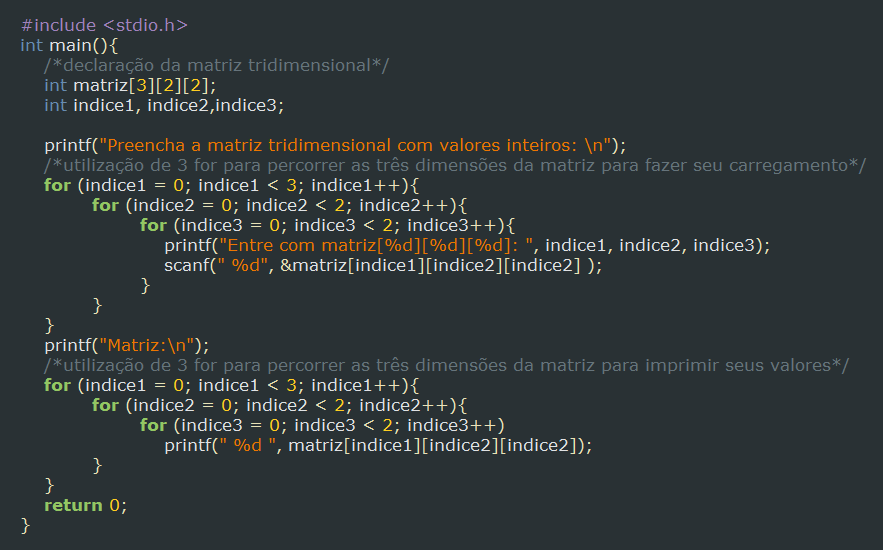 #include <stdio.h>
int main(){
/*declaração da matriz tridimensional*/
int matriz[3][2][2];
int indice1, indice2,indice3;
printf("Preencha a matriz tridimensional com valores inteiros: \n");
/*utilização de 3 for para percorrer as três dimensões da matriz para fazer seu carregamento*/
for (indice1 = 0; indice1 < 3; indice1++){
for (indice2 = 0; indice2 < 2; indice2++){
for (indice3 = 0; indice3 < 2; indice3++){
printf("Entre com matriz[%d][%d][%d]: ", indice1, indice2, indice3);
scanf(" %d", &matriz[indice1][indice2][indice2] );
}
}
}
printf("Matriz:\n");
/*utilização de 3 for para percorrer as três dimensões da matriz para imprimir seus valores*/
for (indice1 = 0; indice1 < 3; indice1++){
for (indice2 = 0; indice2 < 2; indice2++){
for (indice3 = 0; indice3 < 2; indice3++)
printf(" %d ", matriz[indice1][indice2][indice2]);
}
}
return 0;
}